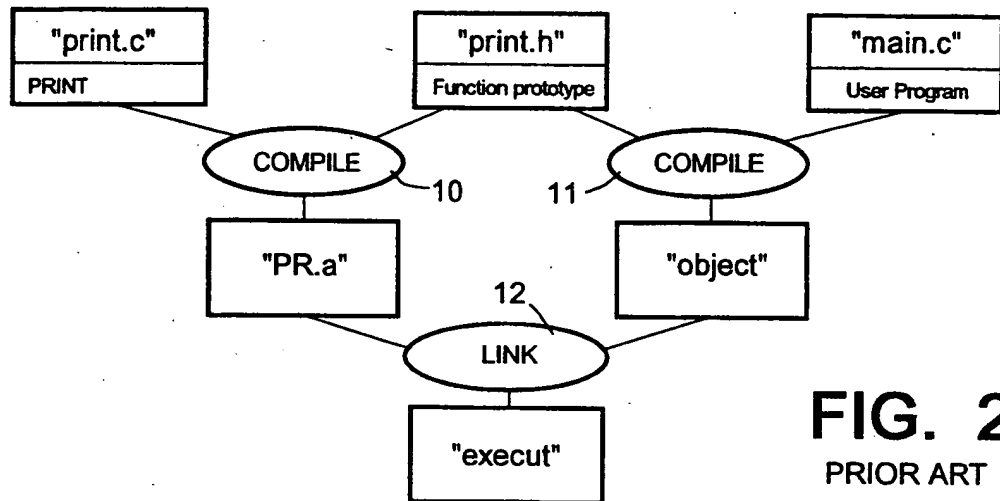 "print.c"
PRINT
"print.h"
Function prototype
"main.c"
User Program
COMPILE
10
COMPILE
11
"PR.a"
"object"
12
LINK
"execut"
FIG. 2
PRIOR ART